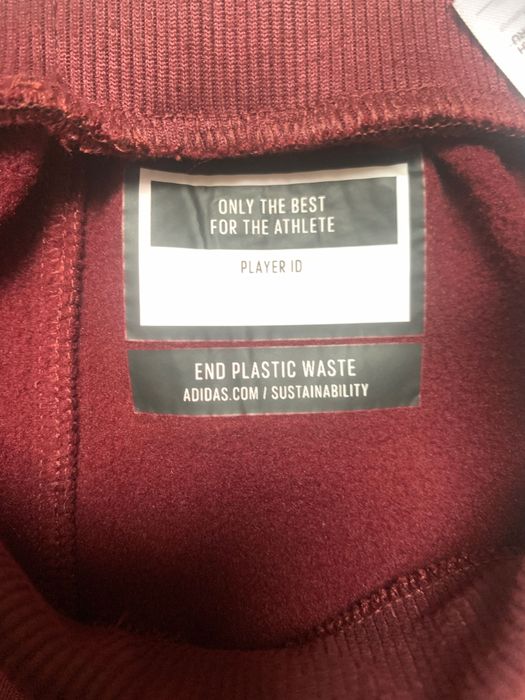 ONLY THE BEST
FOR THE ATHLETE
PLAYER ID
END PLASTIC WASTE
ADIDAS.COM / SUSTAINABILITY